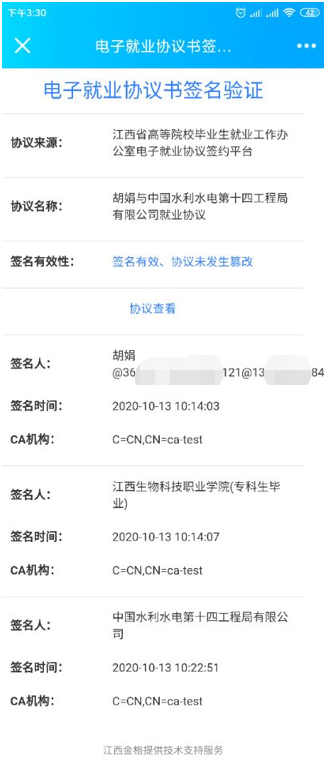 下午3:30
42
电子就业协议书签...
电子就业协议书签名验证
协议来源：
江西省高等院校毕业生就业工作办
公室电子就业协议签约平台
协议名称：
胡娟与中国水利水电第十四工程局
有限公司就业协议
签名有效性：
签名有效、协议未发生篡改
协议查看
签名人：
胡娟
@36 121@13 84
签名时间：
2020-10-13 10:14:03
CA机构：
C=CN,CN=ca-test
签名人：
江西生物科技职业学院(专科生毕
业)
签名时间：
2020-10-13 10:14:07
CA机构：
C=CN,CN=ca-test
签名人：
中国水利水电第十四工程局有限公
司
签名时间：
2020-10-13 10:22:51
CA机构：
C=CN,CN=ca-test
江西金格提供技术支持服务